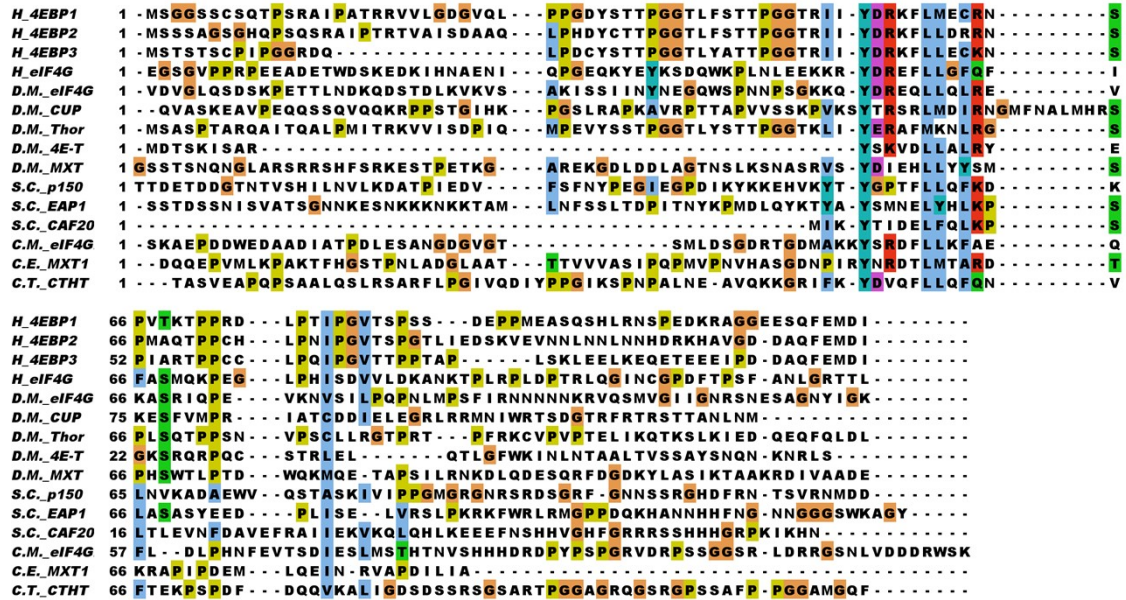 H_4EBP1 1 -MSGGSSCSQTPSRAIPATRRVVLGDGVQL---PPGDYSTTPGGTLFSTTPGGTRII-YDRKFLMECRN---------S
H_4EBP2 1 -MSSSAGSGHQPSQSRAIPTRTVAISDAAQ---LPHDYCTTPGGTLFSTTPGGTRII-YDRKFLLDRRN---------S
H_4EBP3 1 -MSTSTSCPIPGGRDQ-----------------LPDCYSTTPGGTLYATTPGGTRII-YDRKFLLECKN---------S
H_eIF4G 1 -EGSGVPPRPEEADETWDSKEDKIHNAENI---QPGEQKYEYKSDQWKPLNLEEKKR-YDREFLLGFQF---------I
D.M._eIF4G 1 -VDVGLQSDSKPETTLNDKQDSTDLKVS---AKISSIINYNEGQWSPNNPSGKKQ-YDREQLLQLRE---------V
D.M._CUP 1 --QVASKEAVPEQQSSQVQQKRPPSTGIHK---PGSLRAPKAVRPTTAPVVSSKPVKSYTRSRLMDIRNGMFNALMHRS
D.M._Thor 1 -MSASPTARQAITQALPMITRKVVISDPIQ---MPEVYSSTPGGTLYSTTPGGTKLI-YERAFMKNLRG---------S
D.M._4E-T 1 -MDTSKISAR-----------------------------------------------YSKVDLLALRY---------E
D.M._MXT 1 GSSTSNQNGLASRRSHFSRKESTPETKG-----AREKGDLDDLAGTNSLKSNASRVS-YDIEHLLYYSM---------S
S.C._p150 1 TTDETDDGTNTVSHILNVLKDATPIEDV-----FSFNYPEGIEGPDIKYKKEHVKYT-YGPTFLLQFKD---------K
S.C._EAP1 1 -SSTDSSNISVATSGNNKESNKKKNKKTAM---LNFSSLTDPITNYKPMDLQYKTYA-YSMNELYHLKP---------S
S.C._CAF20 1 ----------------------------------------------------MIK-YTIDELFQLKP---------S
C.M._eIF4G 1 -SKAEPDDWEDAADIATPDLESANGDGVGT-----------SMLDSGDRTGDMAKKYSRDFLLKFAE---------Q
C.E._MXT1 1 --DQQEPVMLKPAKTFHGSTPNLADGLAAT---TTVVVASIPQPMVPNVHASGDNPIRYNRDTLMTARD---------T
C.T._CTHT 1 ---TASVEAPQPSAALQSLRSARFLPGIVQDIYPPGIKSPNPALNE-AVQKKGRIFK-YDVQFLLQFQN---------V
H_4EBP1 66 PVTKTPPRD---LPTIPGVTSPSS---DEPPMEASQSHLRNSPEDKRAGGEESQFEMDI--------
H_4EBP2 66 PMAQTPPCH---LPNIPGVTSPGTLIEDSKVEVNNLNNLNNHDRKHAVGD-DAQFEMDI--------
H_4EBP3 52 PIARTPPCC---LPQIPGVTTPPTAP-------LSKLEELKEQETEEEIPD-DAQFEMDI--------
H_eIF4G 66 FASMQKPEG---LPHISDVVLDKANKTPLRPLDPTRLQGINCGPDFTPSF-ANLGRTTL--------
D.M._eIF4G 66 KASRIQPE----VKNVSILPQPNLMPSFIRNNNNNKRVQSMVGIIGNRSNESAGNYIGK--------
D.M._CUP 75 KESFVMPR----IATCDDIELEGRLRRMNIWRTSDGTRFRTRSTTANLNM--------
D.M._Thor 66 PLSQTPPSN---VPSCLLRGTPRT---PFRKCVPVPTELIKQTKSLKIED-QEQFQLDL--------
D.M._4E-T 22 GKSRQRPQC---STRLEL-------QTLGFWKINLNTAALTVSSAYSNQN-KNRLS--------
D.M._MXT 66 PHSWTLPTD---WQKMQE-TAPSILRNKDLQDESQRFDGDKYLASIKTAAKRDIVAADE--------
S.C._p150 65 LNVKADAEWV--QSTASKIVIPPGMGRGNRSRDSGRF-GNNSSRGHDFRN-TSVRNMDD--------
S.C._EAP1 66 LASASYEED---PLISE--LVRSLPKRKFWRLRMGPPDQKHANNHHFNG-NNGGGSWKAGY-----
S.C._CAF20 16 LTLEVNFDAVEFRAIIEKVKQLQHLKEEEFNSHHVGHFGRRRSSHHHGRPKIKHN--------
C.M._eIF4G 57 FL--DLPHNFEVTSDIESLMSTHTNVSHHHDRDPYPSPGRVDRPSSGGSR-LDRRGSNLVDDDRWSK
C.E._MXT1 66 KRAPIPDEM---LQEIN-RVAPDILIA---------------------------------------
C.T._CTHT 66 FTEKPSPDF---DQQVKALIGDSDSSRSGSARTPGGAGRQGSRGPSSAFP-PGGAMGQF--------